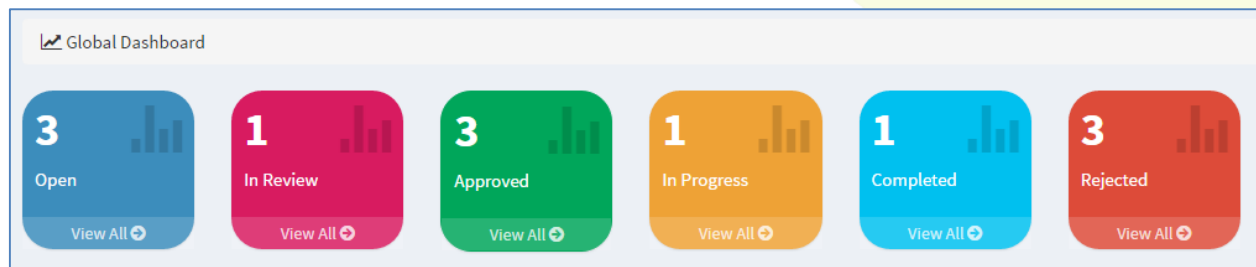 Global Dashboard
3
Open
View All
1
In Review
View All
3
Approved
View All
1
In Progress
View All
1
Completed
View All
3
Rejected
View All